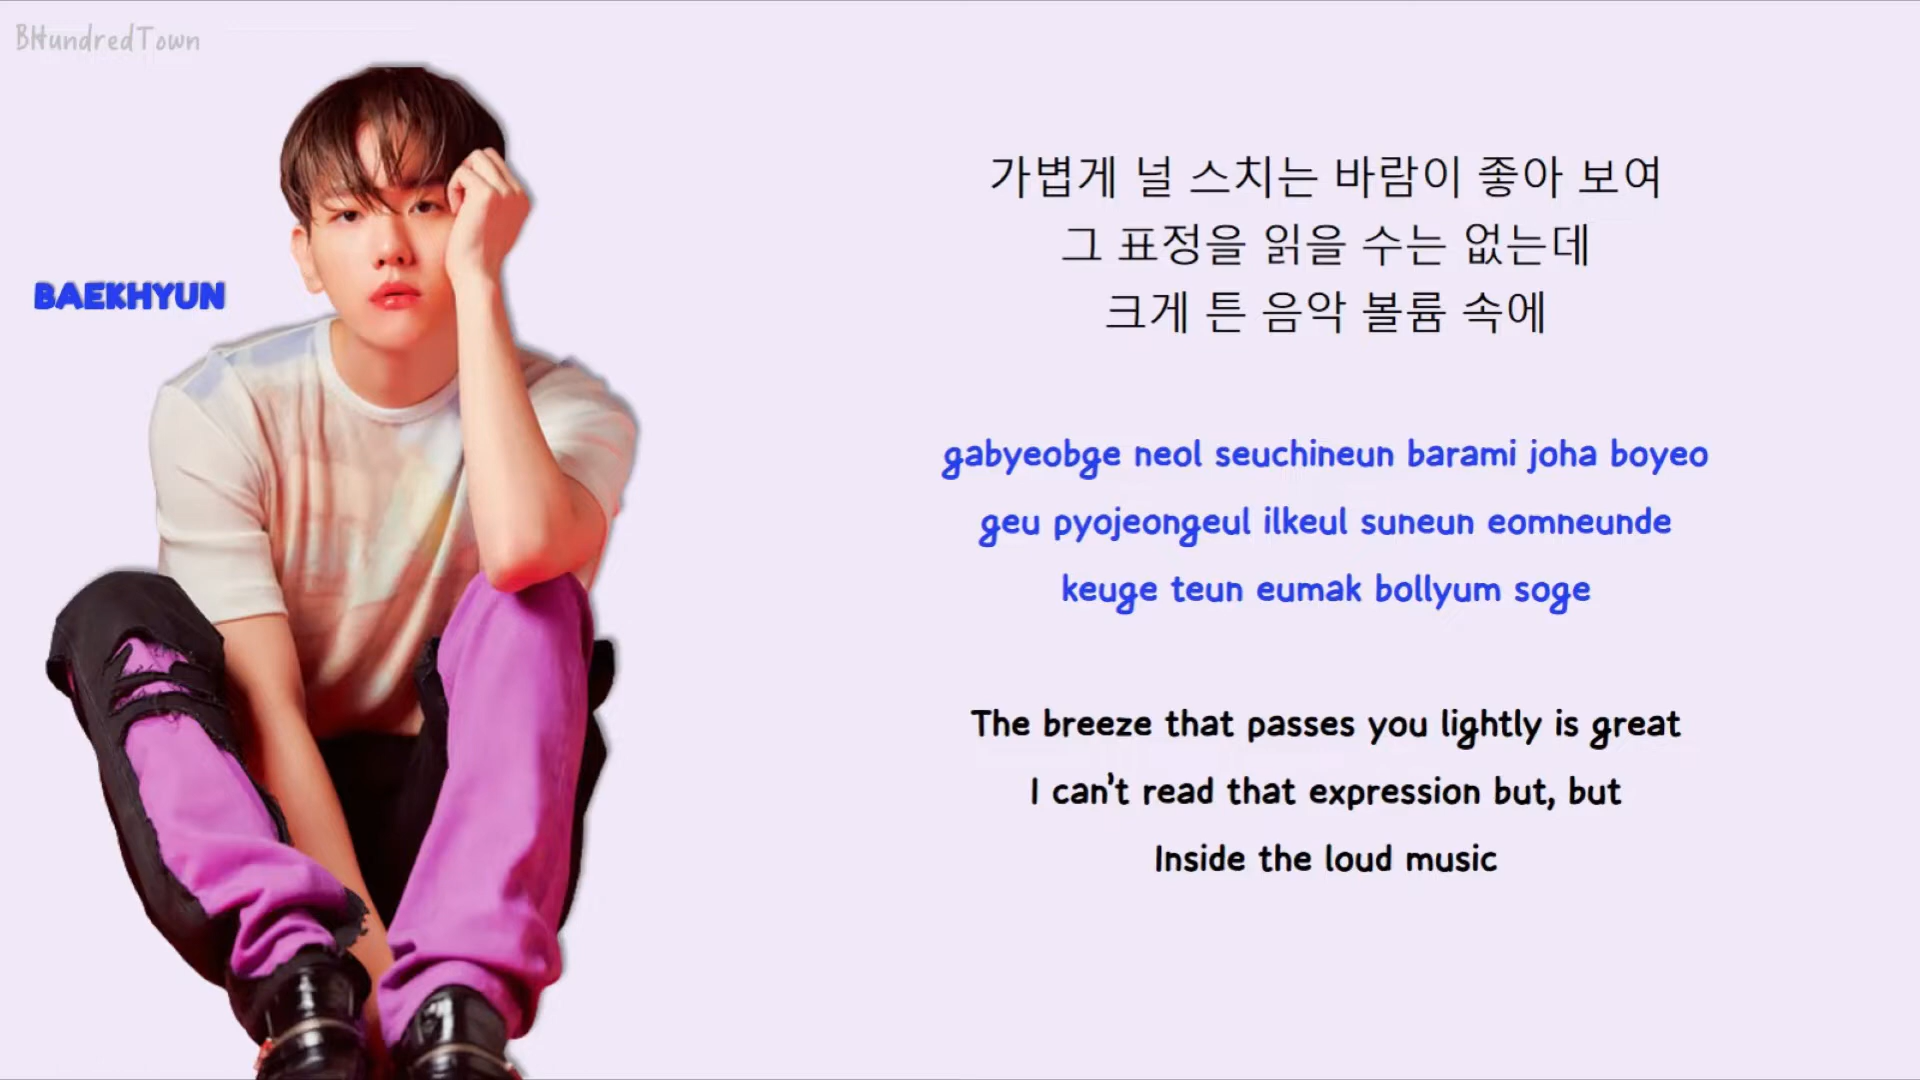 BHundredTown
BAEKHYUN
가볍게 널 스치는 바람이 좋아 보여
그 표정을 읽을 수는 없는데
크게 튼 음악 볼륨 속에
gabyeobge neol seuchineun barami joha boyeo
geu pyojeongeul ilkeul suneun eomneunde
keuge teun eumak bollyum soge
The breeze that passes you lightly is great
I can't read that expression but, but
Inside the loud music